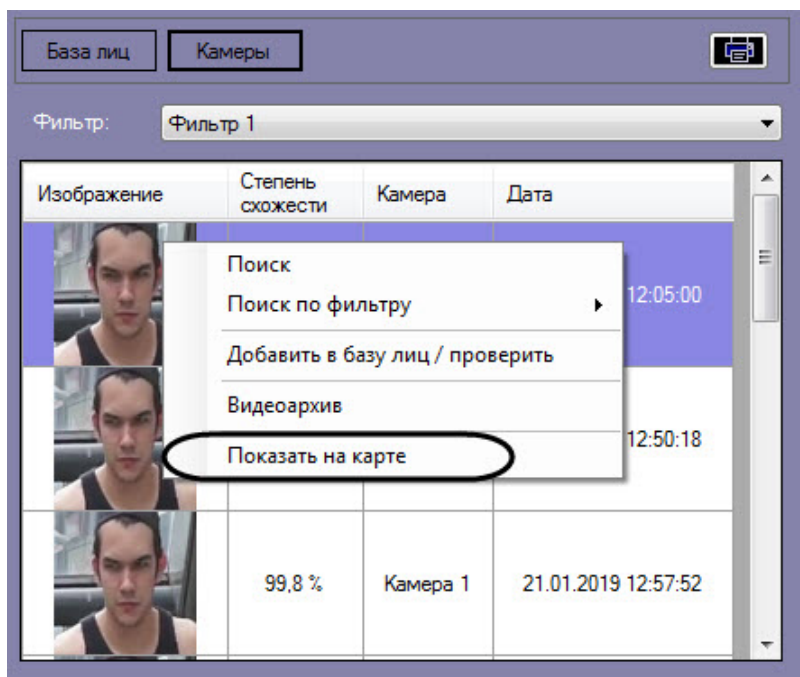 База лиц
Камеры
Фильтр:
Фильтр 1
Изображение
Степень
схожести
Камера
Дата
Поиск
12:05:00
Поиск по фильтру
Добавить в базу лиц / проверить
Видеоархив
12:50:18
Показать на карте
99,8 %
Камера 1
21.01.2019 12:57:52